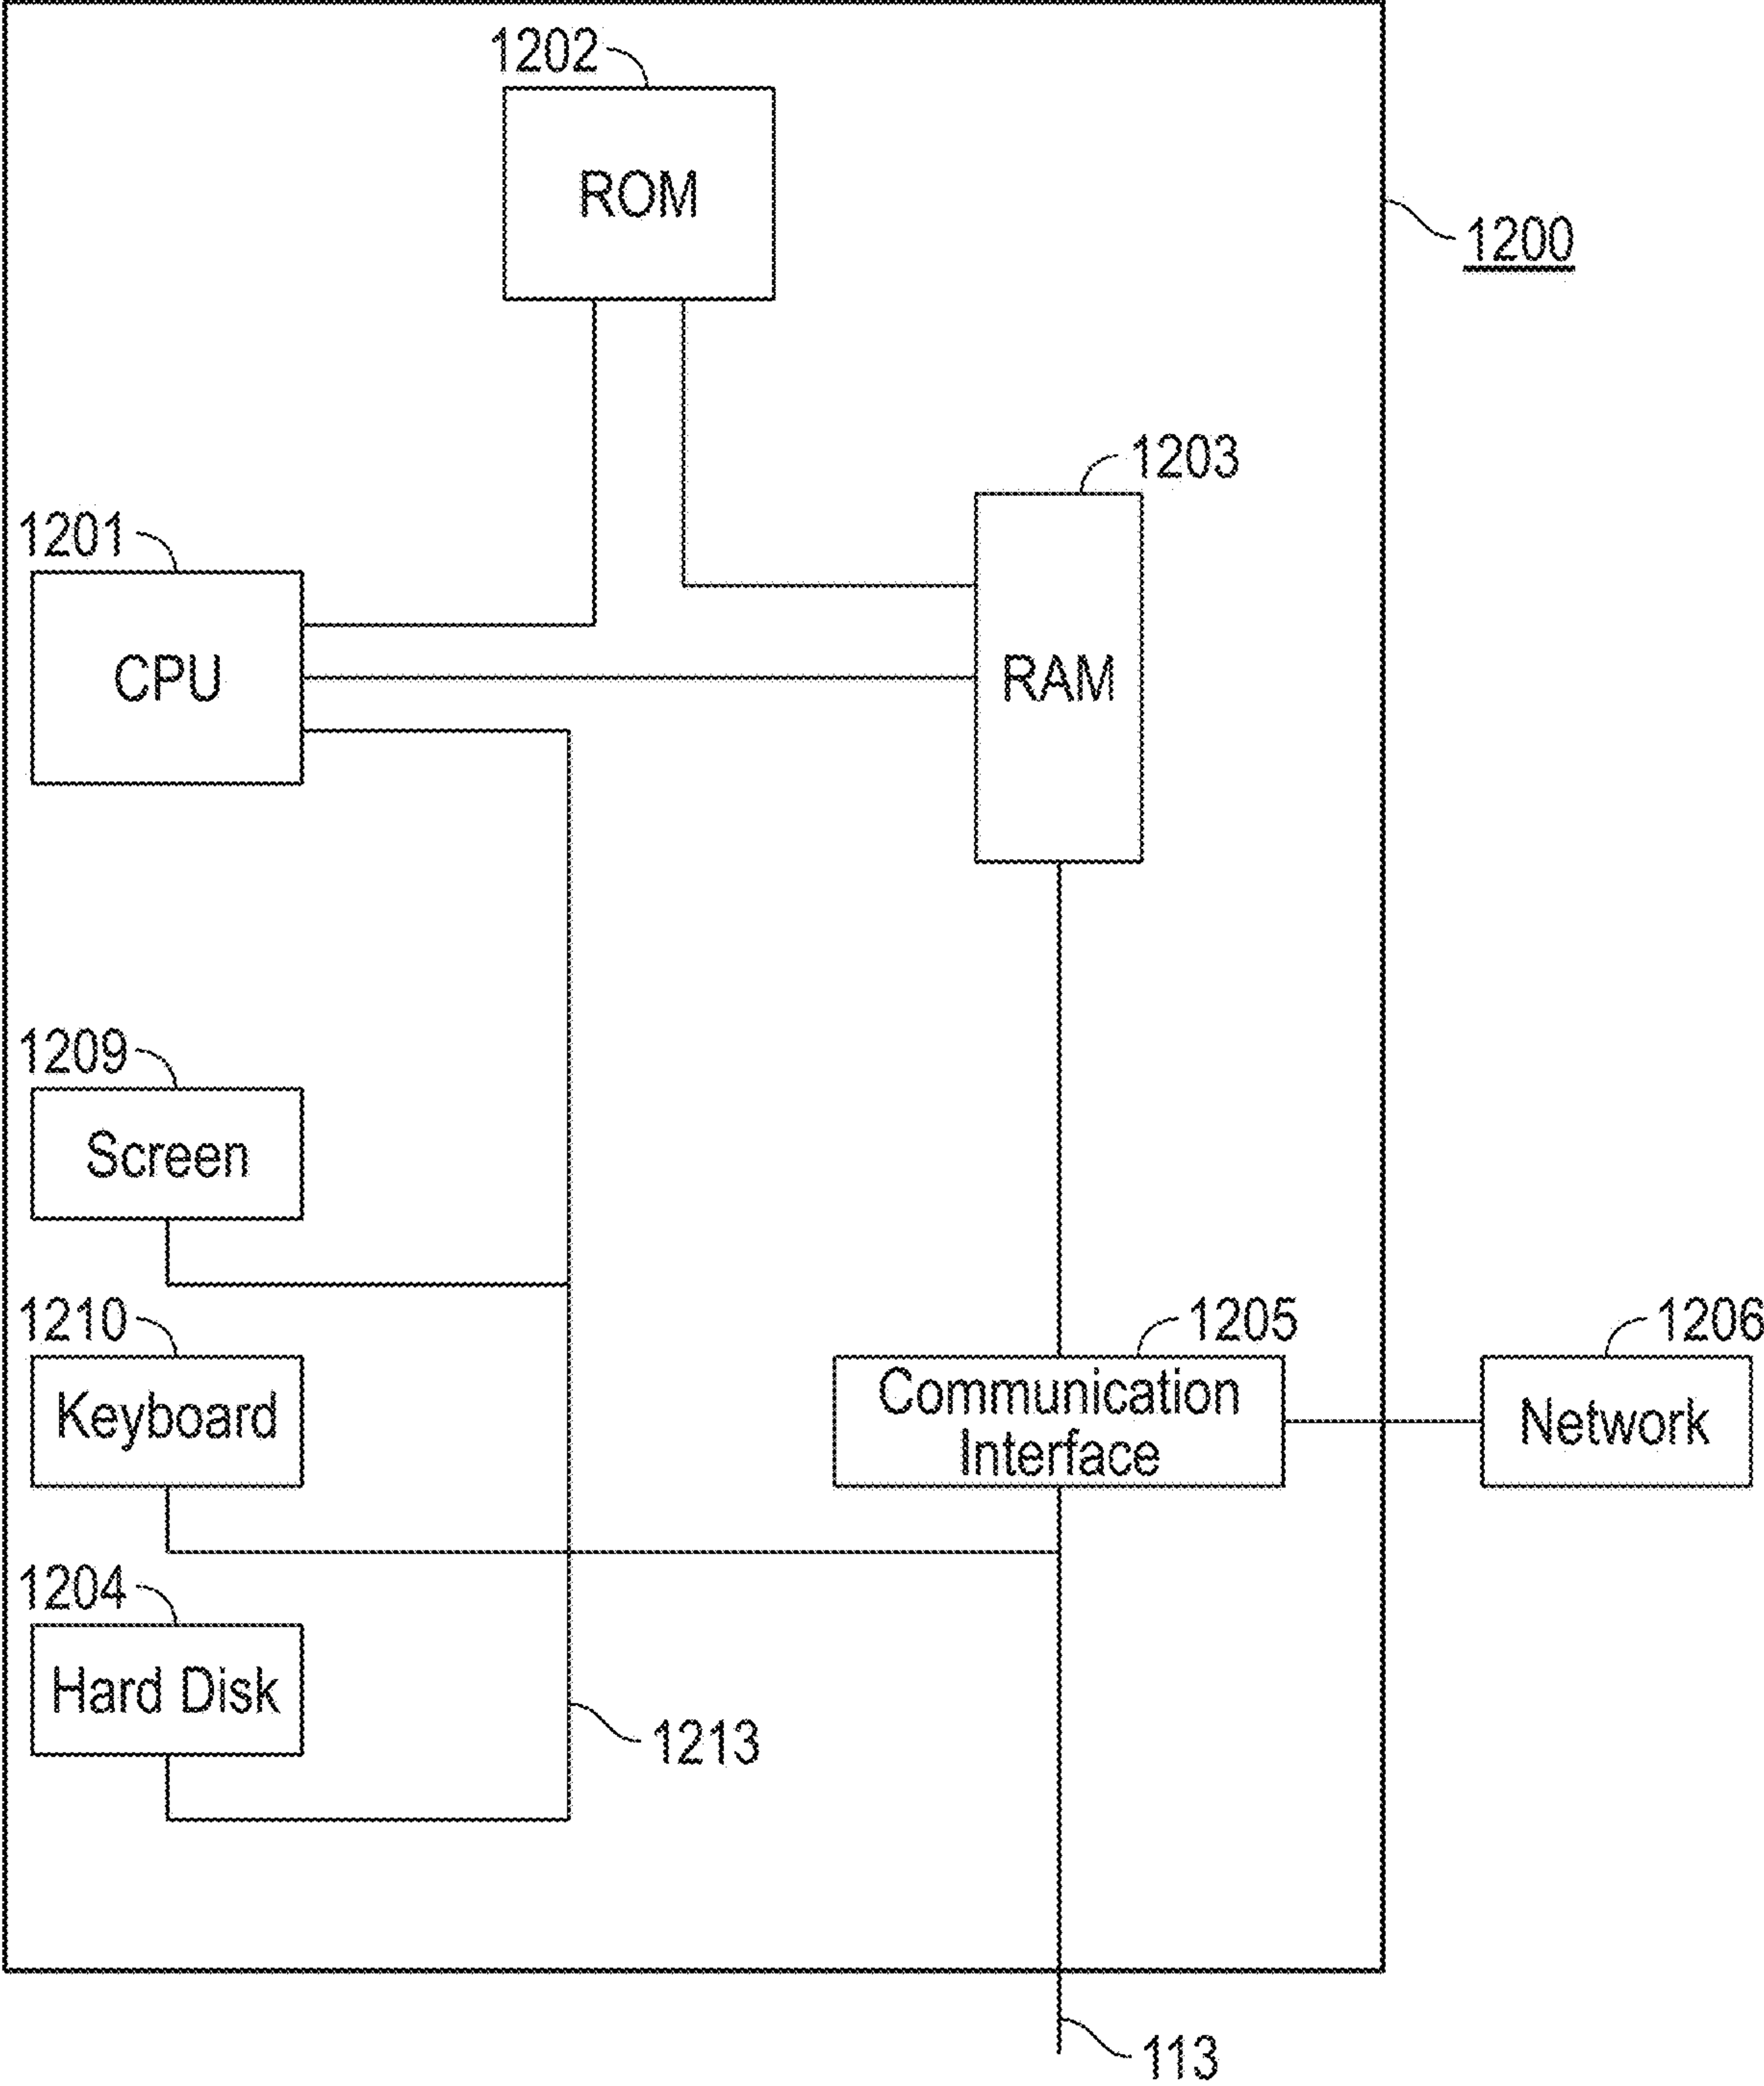 1202
ROM
1200
1203
RAM
1201
CPU
1209
Screen
1210
Keyboard
1205
Communication
Interface
1206
Network
1204
Hard Disk
1213
113